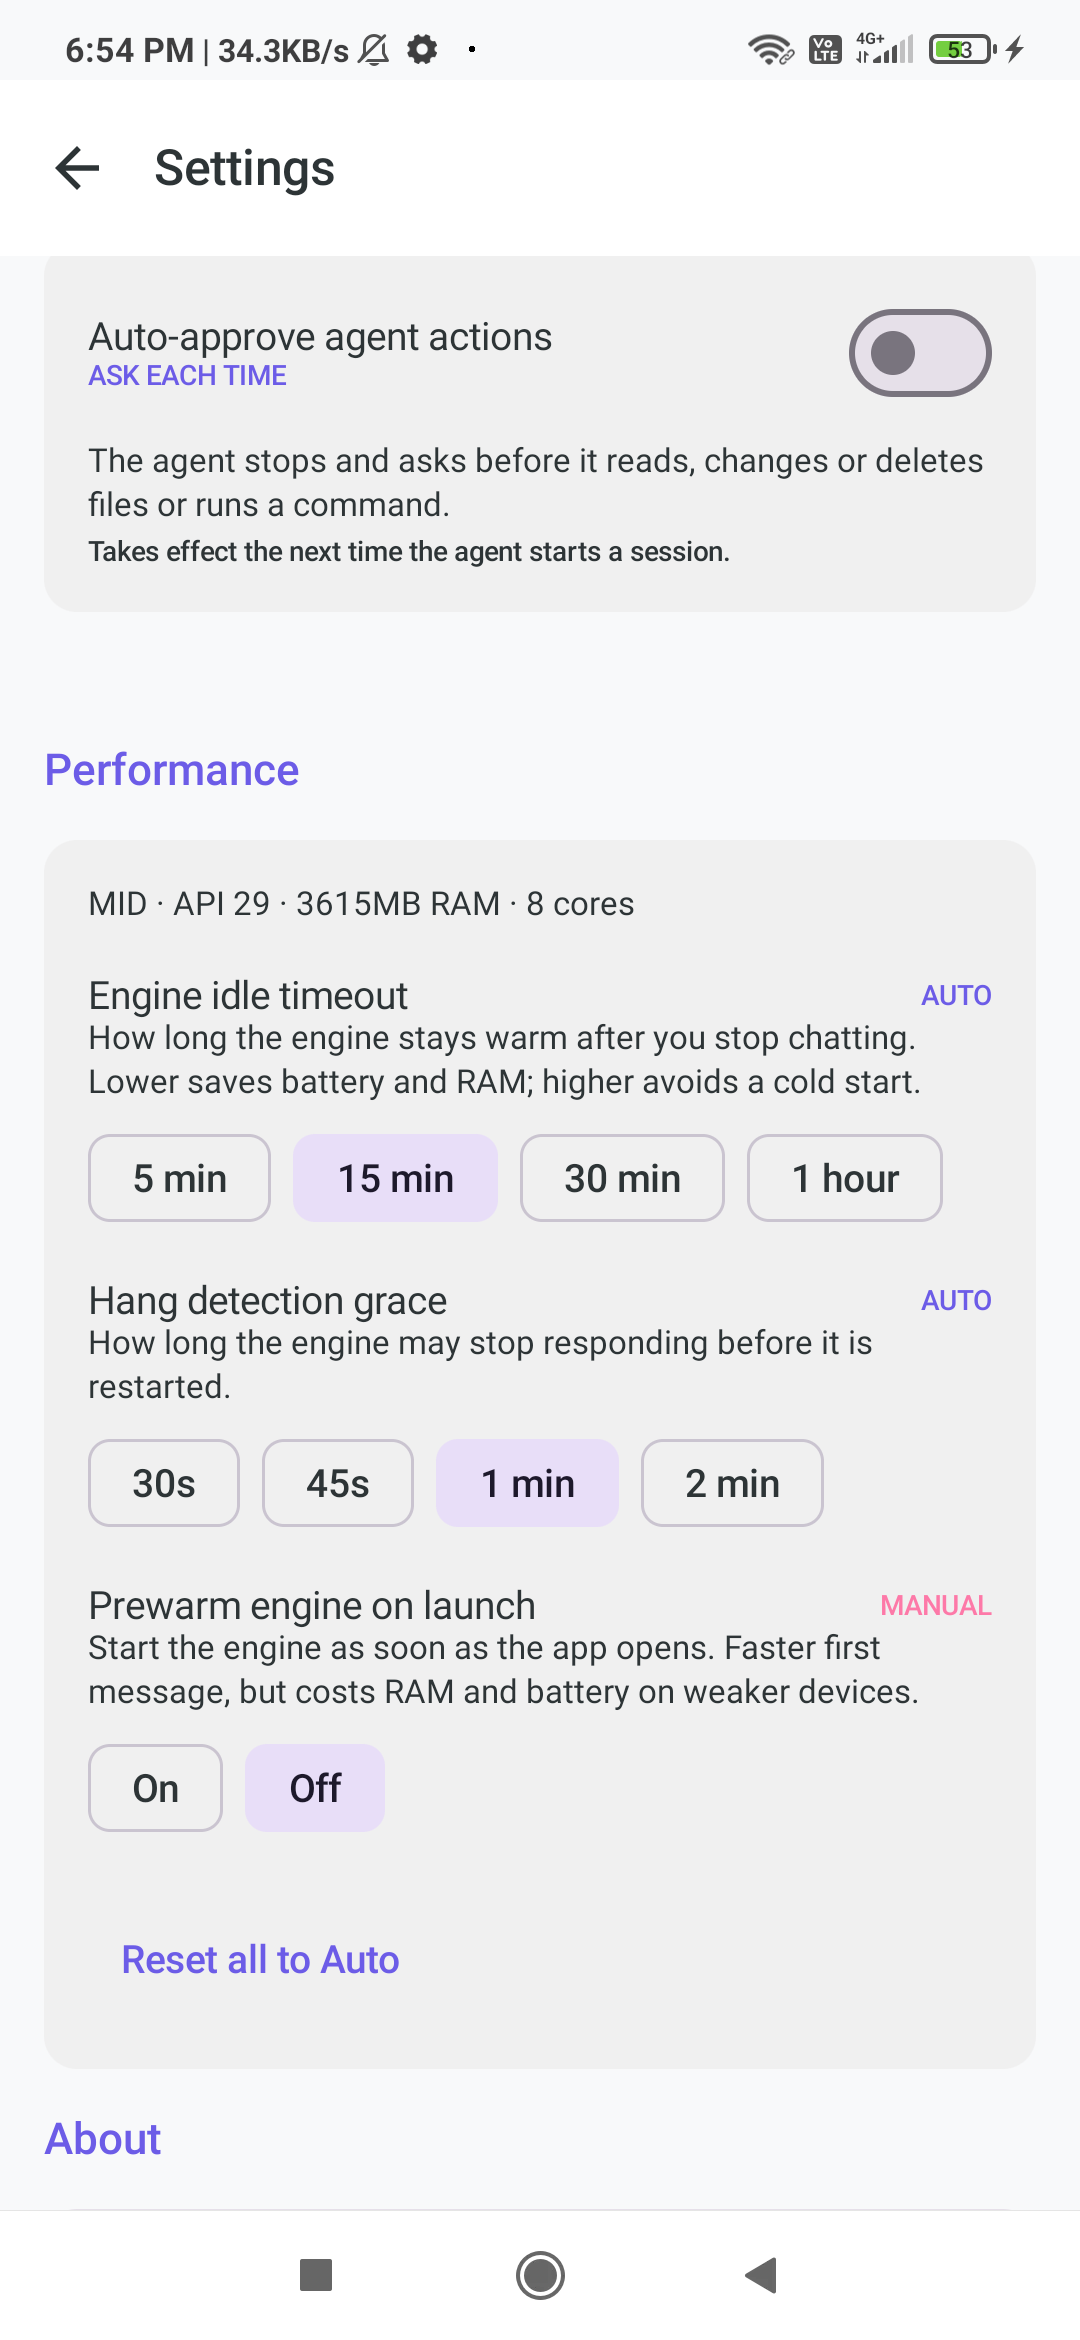 6:54 PM | 34.3KB/s
Vo LTE 4G+ 53
Settings
Auto-approve agent actions
ASK EACH TIME
The agent stops and asks before it reads, changes or deletes
files or runs a command.
Takes effect the next time the agent starts a session.
Performance
MID · API 29 · 3615MB RAM · 8 cores
Engine idle timeout AUTO
How long the engine stays warm after you stop chatting.
Lower saves battery and RAM; higher avoids a cold start.
5 min 15 min 30 min 1 hour
Hang detection grace AUTO
How long the engine may stop responding before it is
restarted.
30s 45s 1 min 2 min
Prewarm engine on launch MANUAL
Start the engine as soon as the app opens. Faster first
message, but costs RAM and battery on weaker devices.
On Off
Reset all to Auto
About